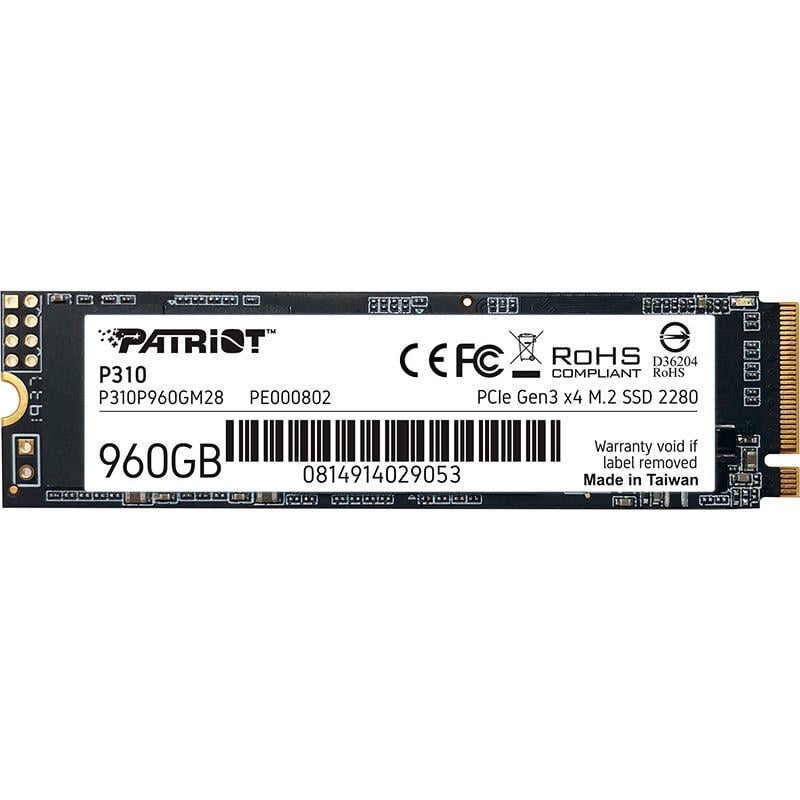 PATRIOT™
P310
P310P960GM28 PE000802
CE FC RoHS
COMPLIANT
D36204
RoHS
PCIe Gen3 x4 M.2 SSD 2280
960GB
0814914029053
Warranty void if
label removed
Made in Taiwan